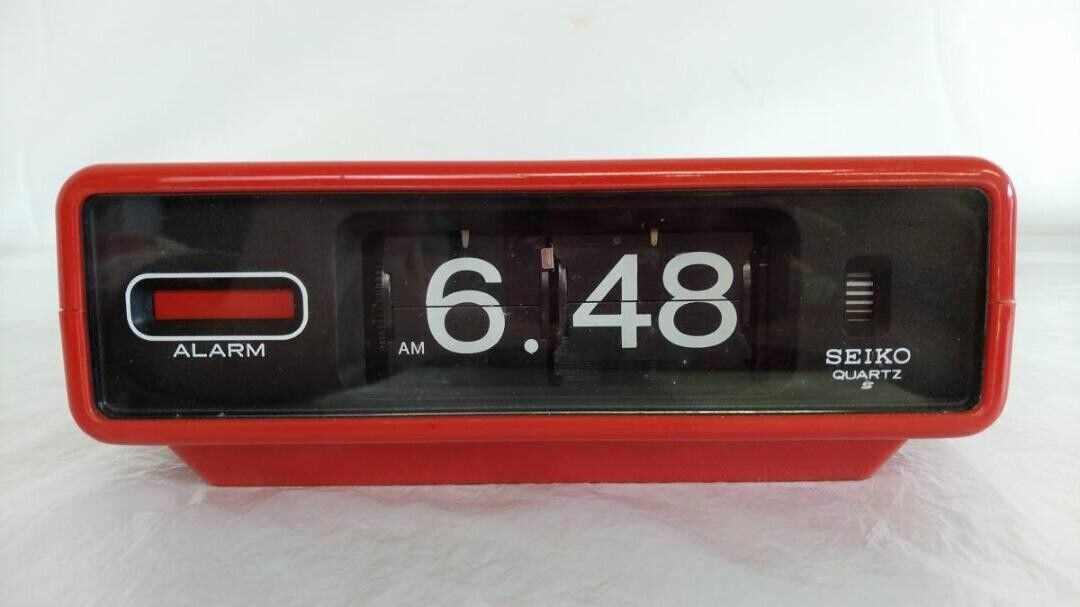 ALARM
AM 6.48
SEIKO
QUARTZ
S